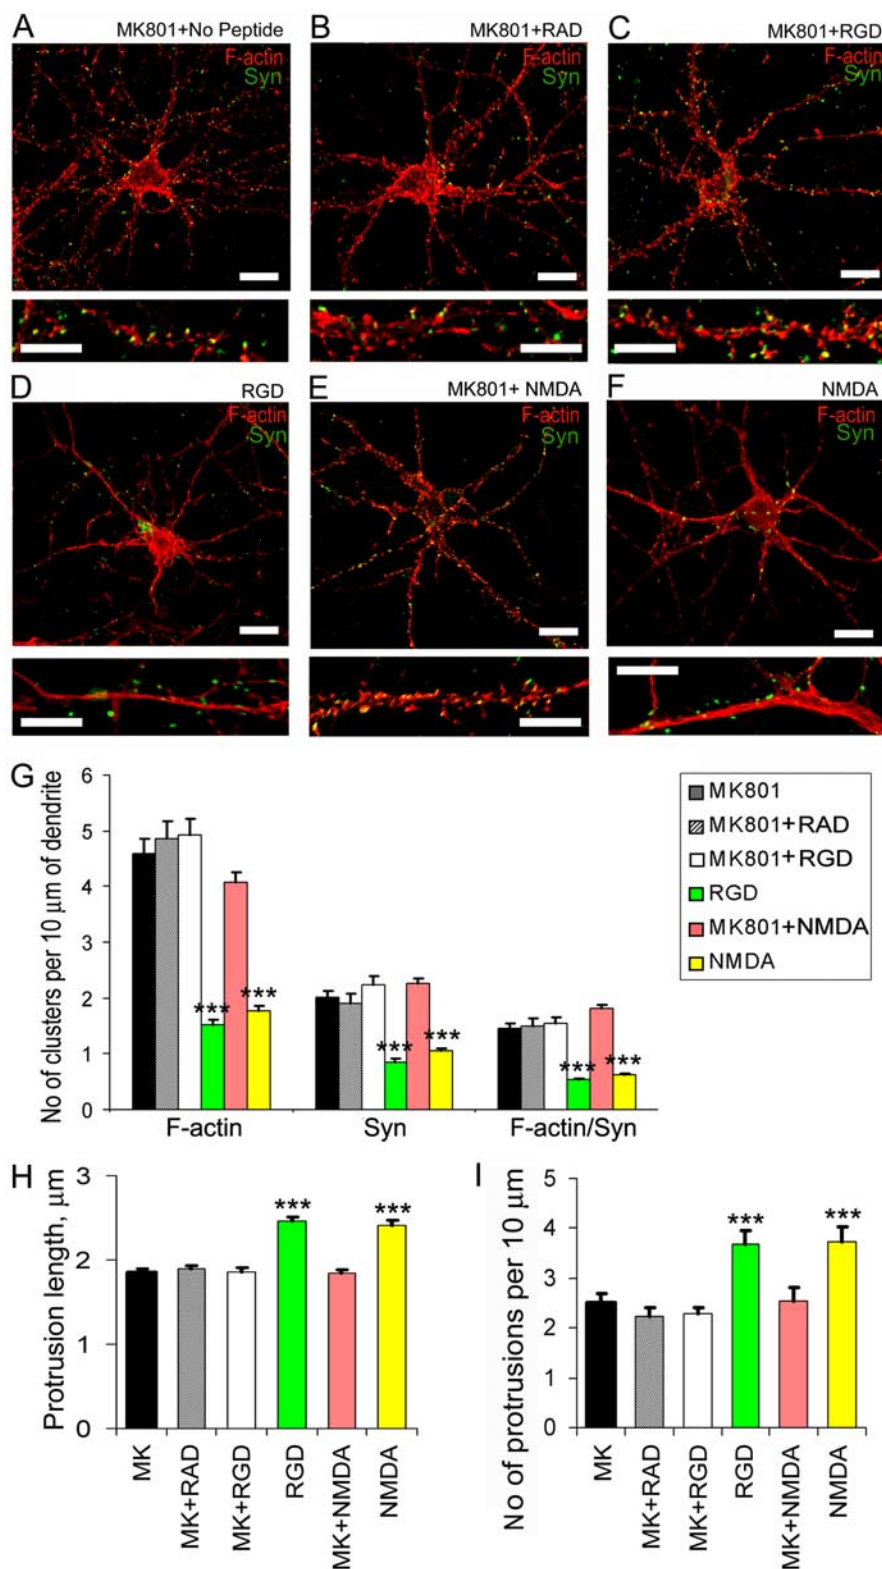 A
MK801+No Peptide
F-actin
Syn
B
MK801+RAD
F-actin
Syn
C
MK801+RGD
F-actin
Syn
D
RGD
F-actin
Syn
E
MK801+ NMDA
F-actin
Syn
F
NMDA
F-actin
Syn
G
No of clusters per 10 μm of dendrite
6
5
4
3
2
1
0
***
***
***
***
***
***
F-actin
Syn
F-actin/Syn
MK801
MK801+RAD
MK801+RGD
RGD
MK801+NMDA
NMDA
H
Protrusion length, μm
3
2
1
0
***
***
MK
MK+RAD
MK+RGD
RGD
MK+NMDA
NMDA
I
No of protrusions per 10 μm
5
4
3
2
1
0
***
***
MK
MK+RAD
MK+RGD
RGD
MK+NMDA
NMDA